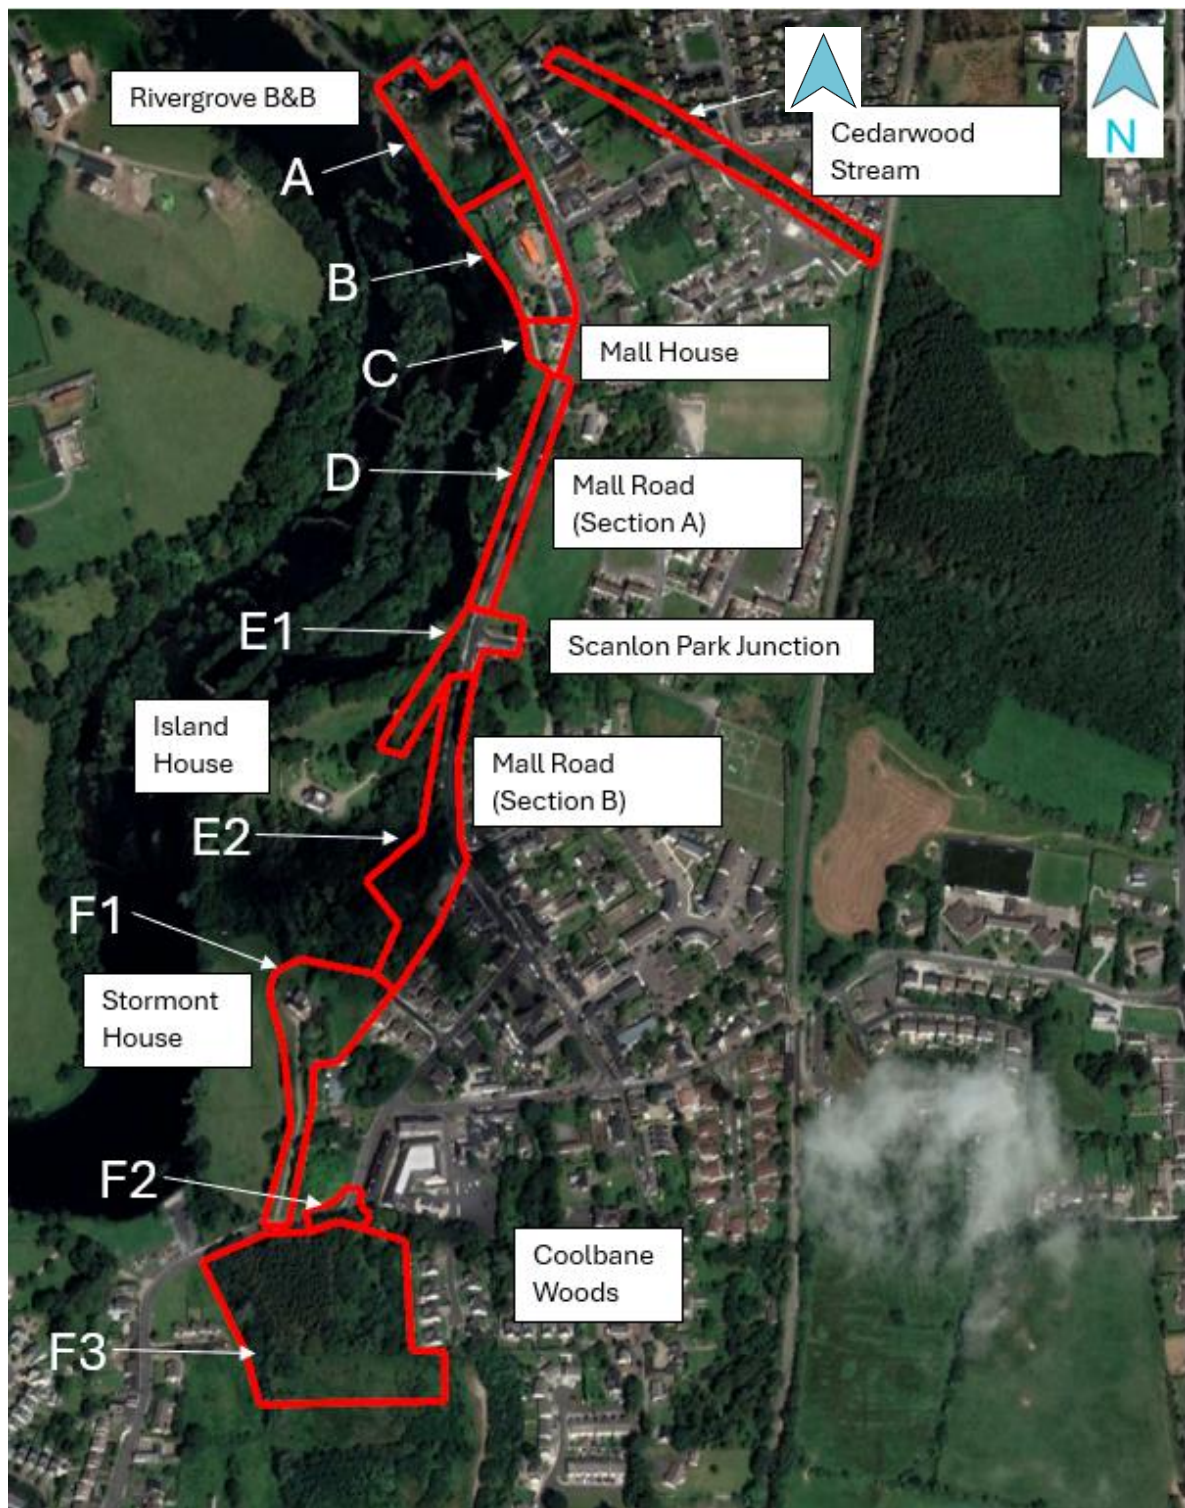 Rivergrove B&B
N
Cedarwood
Stream
A
B
Mall House
C
D
Mall Road
(Section A)
E1
Scanlon Park Junction
Island
House
Mall Road
(Section B)
E2
F1
Stormont
House
F2
Coolbane
Woods
F3